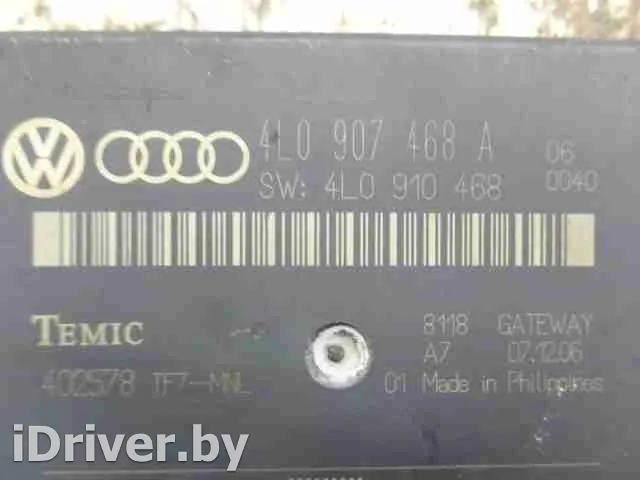 4L0 907 468 A 06
SW: 4L0 910 468 0040
TEMIC
8118 GATEWAY
A7 07.12.06
402578 TF7-MNL
01 Made in Philippines
iDriver.by